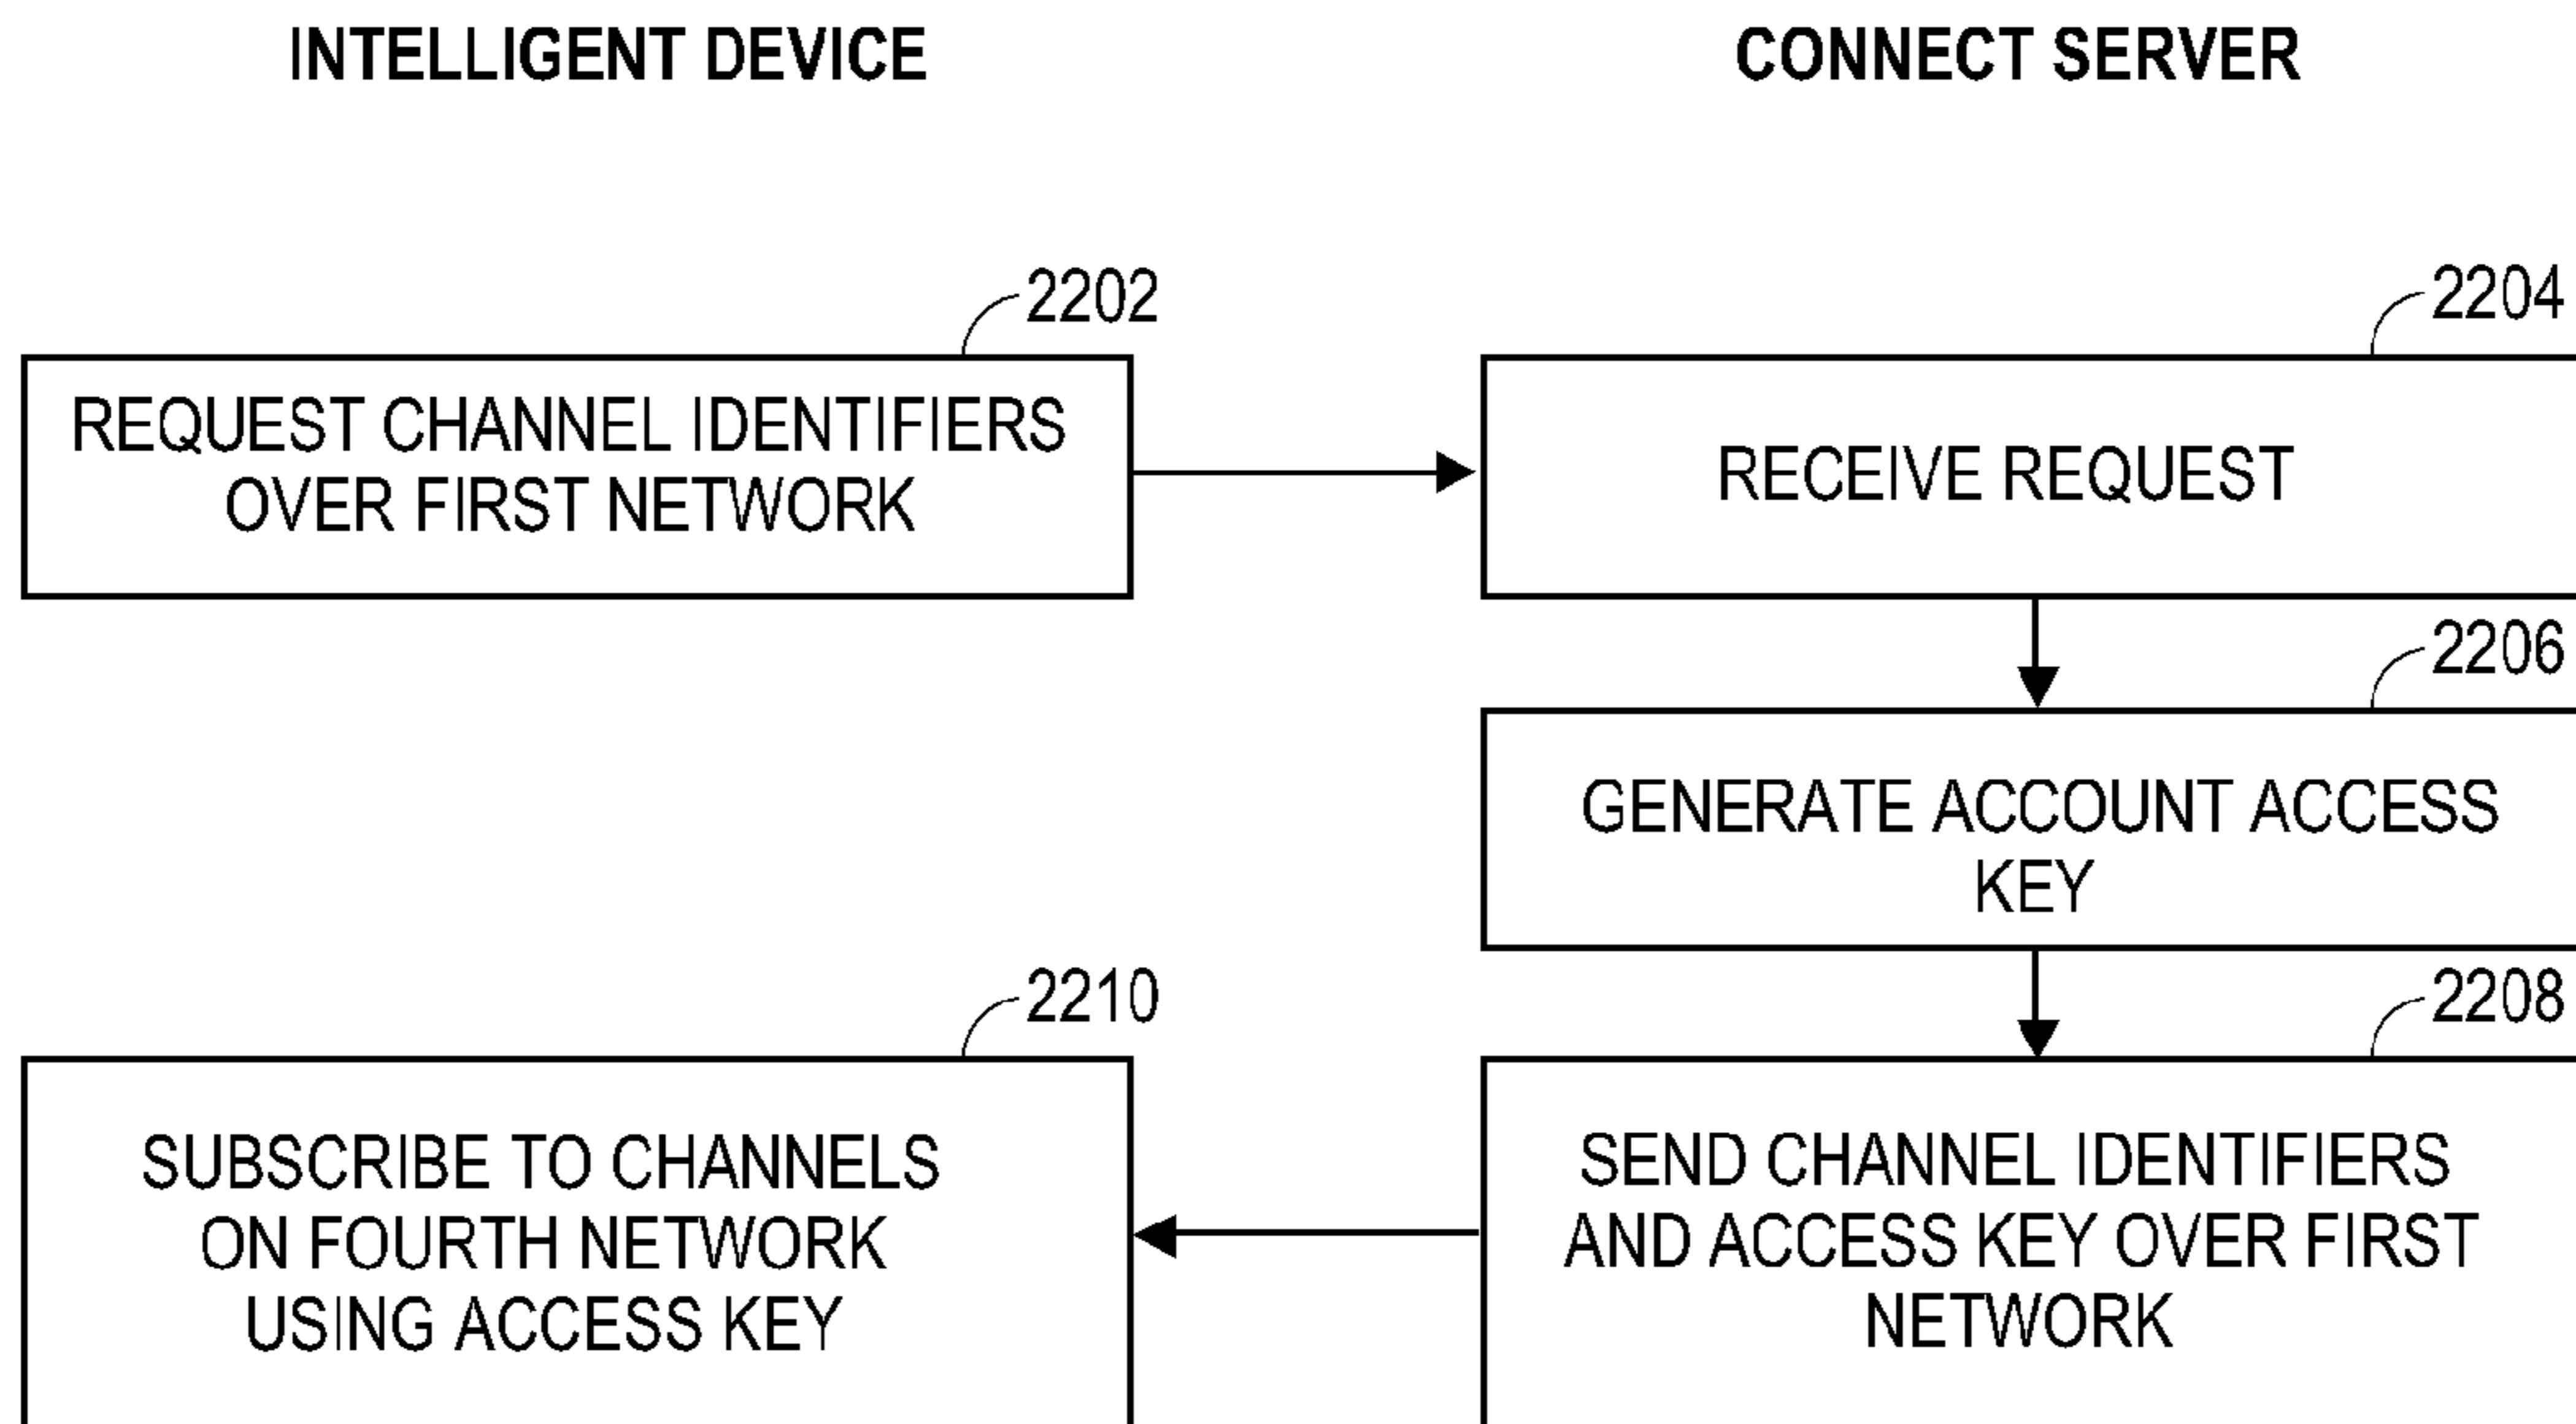 INTELLIGENT DEVICE
CONNECT SERVER
2202
REQUEST CHANNEL IDENTIFIERS
OVER FIRST NETWORK
2204
RECEIVE REQUEST
2206
GENERATE ACCOUNT ACCESS
KEY
2208
SEND CHANNEL IDENTIFIERS
AND ACCESS KEY OVER FIRST
NETWORK
2210
SUBSCRIBE TO CHANNELS
ON FOURTH NETWORK
USING ACCESS KEY